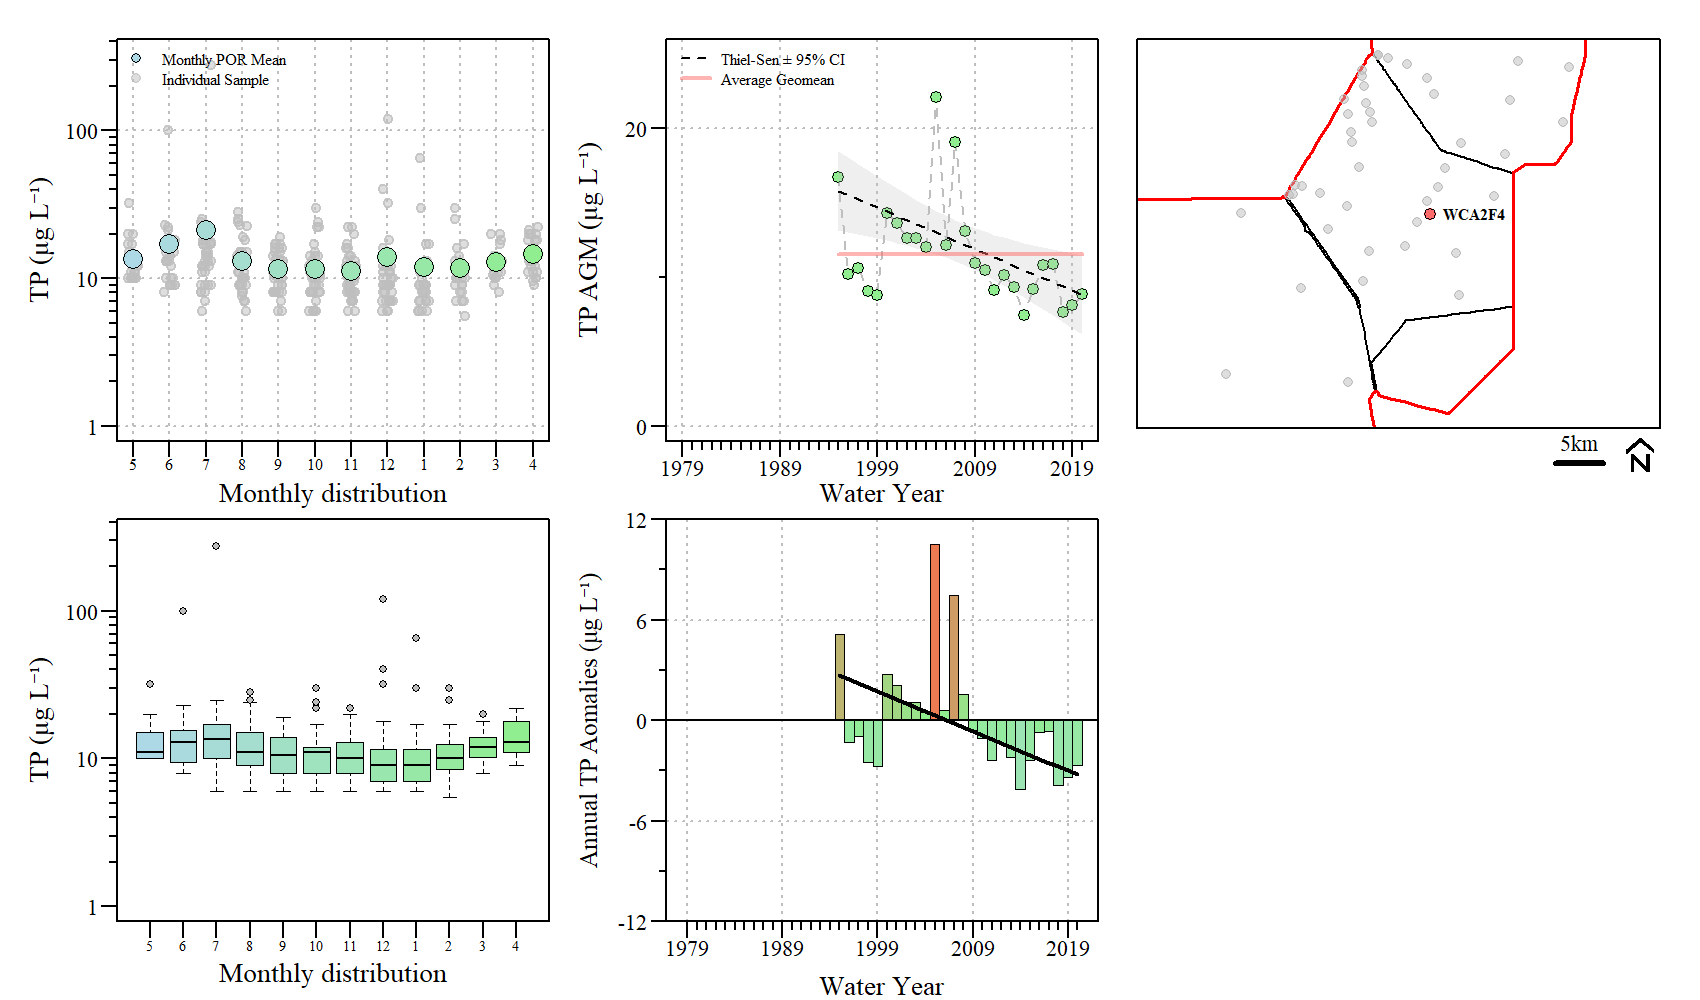 Monthly POR Mean
Individual Sample
100
10
1
TP (µg L⁻¹)
5 6 7 8 9 10 11 12 1 2 3 4
Monthly distribution
Thiel-Sen ± 95% CI
Average Geomean
20
0
TP AGM (µg L⁻¹)
1979 1989 1999 2009 2019
Water Year
WCA2F4
5km
N
100
10
1
TP (µg L⁻¹)
5 6 7 8 9 10 11 12 1 2 3 4
Monthly distribution
12
6
0
-6
-12
Annual TP Aomalies (µg L⁻¹)
1979 1989 1999 2009 2019
Water Year